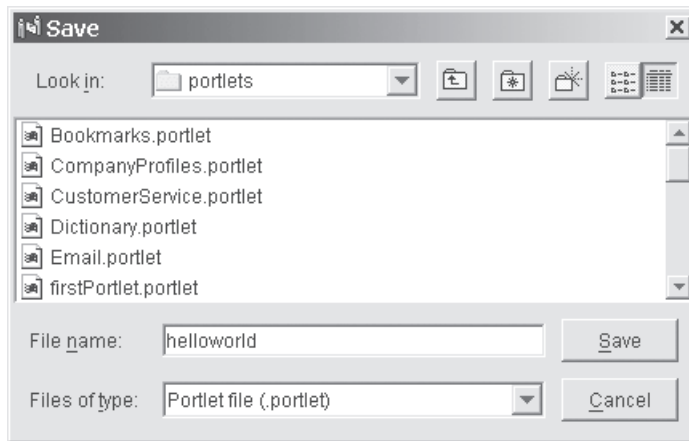 Save
Look in: portlets
Bookmarks.portlet
CompanyProfiles.portlet
CustomerService.portlet
Dictionary.portlet
Email.portlet
firstPortlet.portlet
File name: helloworld Save
Files of type: Portlet file (.portlet) Cancel